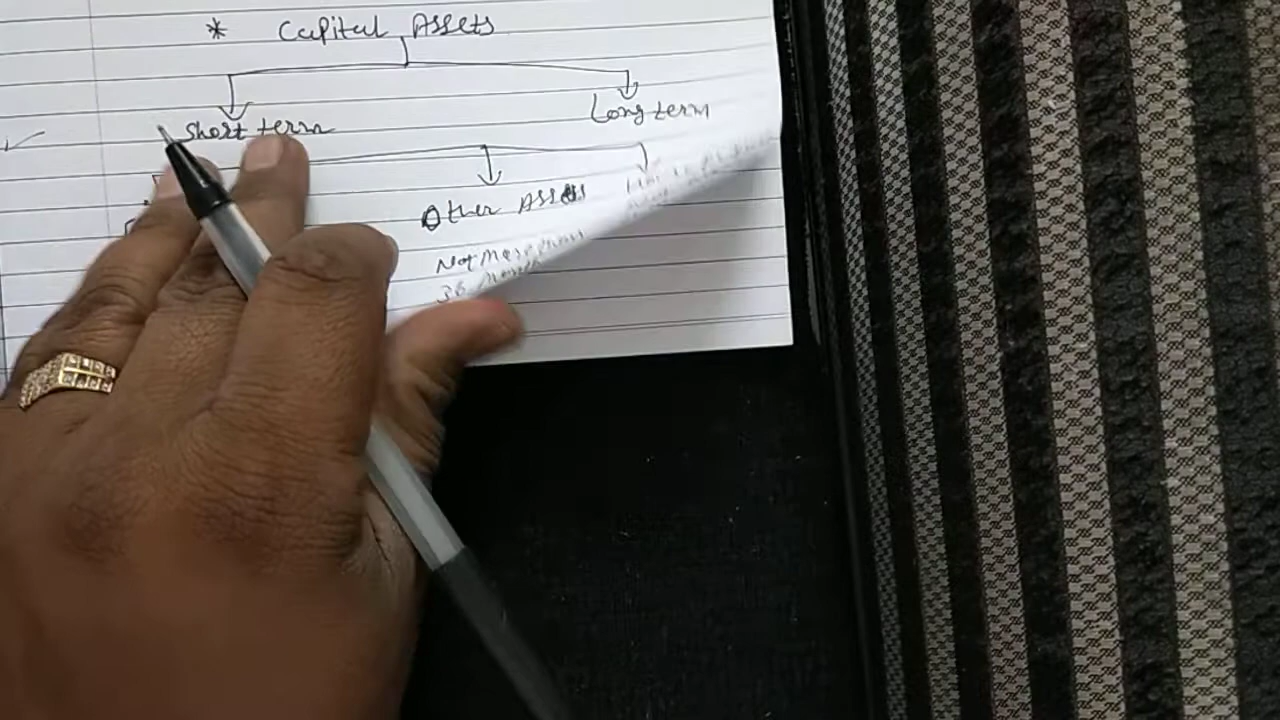 * Capital Assets
Short term
Long term
Other Assets
Not More than
36 Months